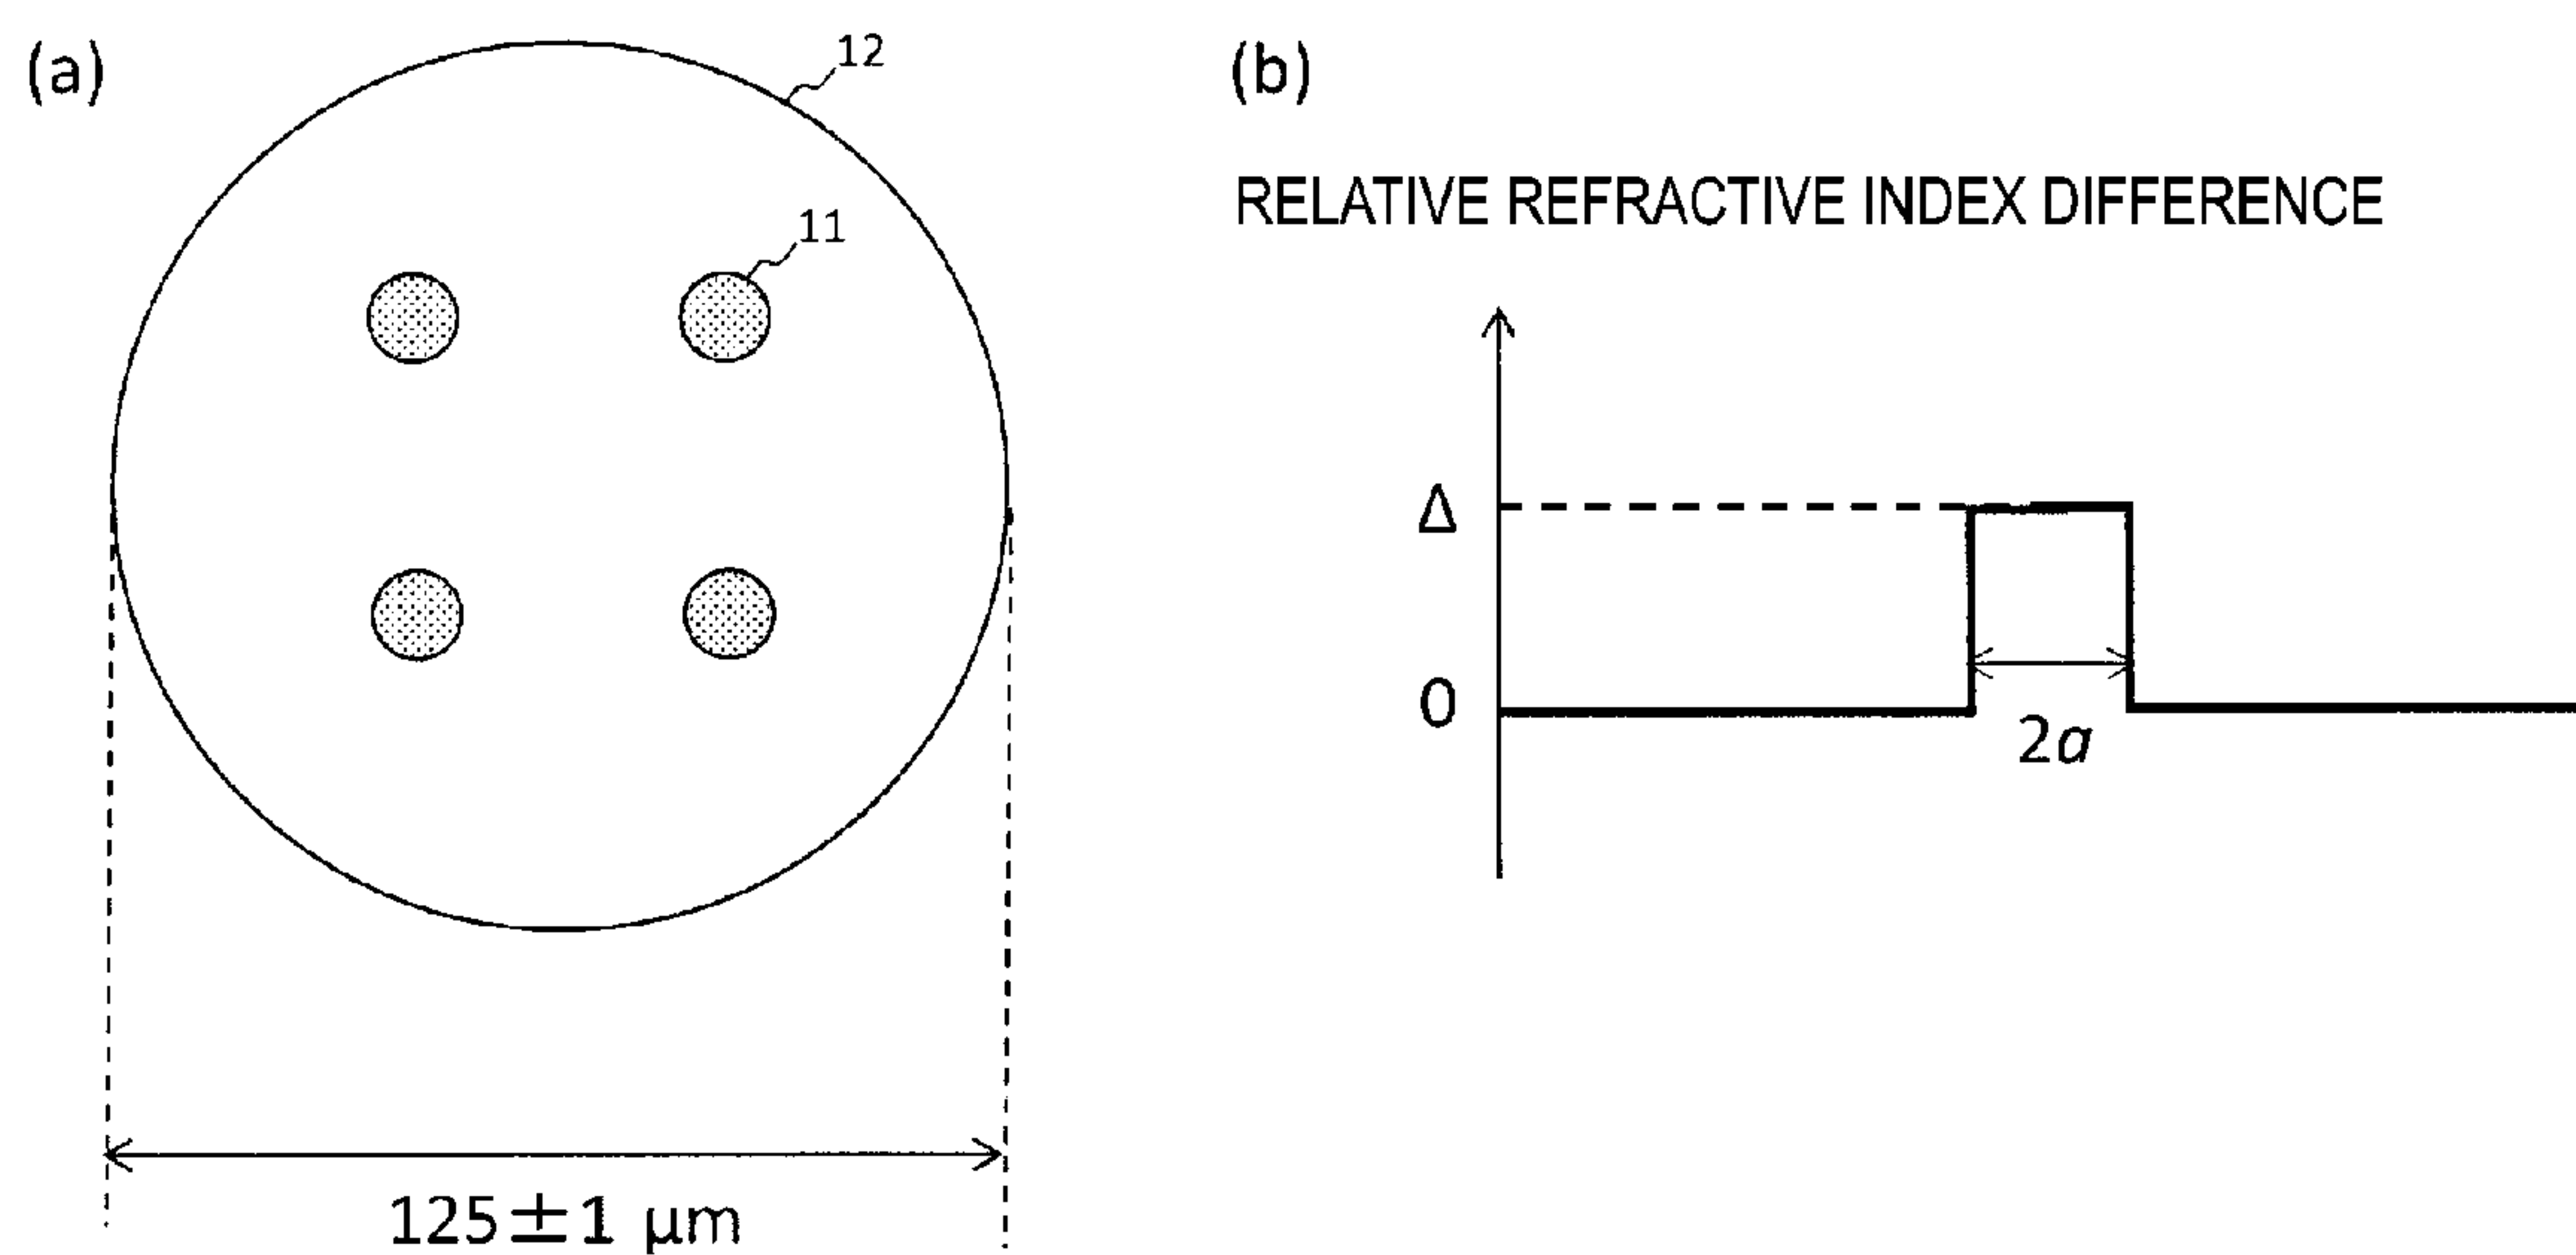 (a)
12
11
125±1 μm
(b)
RELATIVE REFRACTIVE INDEX DIFFERENCE
Δ
0
2a